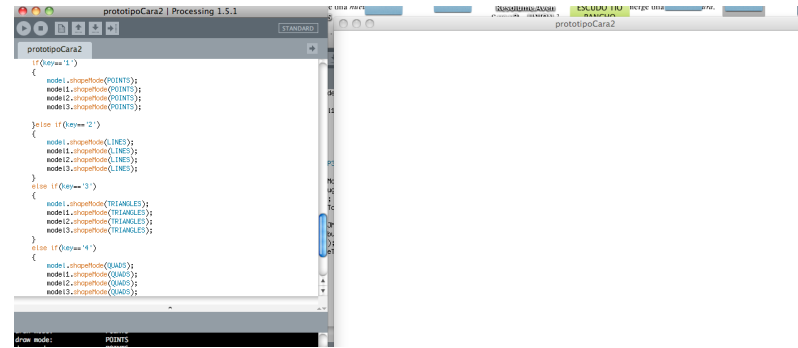 prototipoCara2 | Processing 1.5.1
STANDARD
prototipoCara2
if(key=='1')
{
model.shapeMode(POINTS);
model1.shapeMode(POINTS);
model2.shapeMode(POINTS);
model3.shapeMode(POINTS);
}else if(key=='2')
{
model.shapeMode(LINES);
model1.shapeMode(LINES);
model2.shapeMode(LINES);
model3.shapeMode(LINES);
}
else if(key=='3')
{
model.shapeMode(TRIANGLES);
model1.shapeMode(TRIANGLES);
model2.shapeMode(TRIANGLES);
model3.shapeMode(TRIANGLES);
}
else if(key=='4')
{
model.shapeMode(QUADS);
model1.shapeMode(QUADS);
model2.shapeMode(QUADS);
model3.shapeMode(QUADS);
draw mode: POINTS
ESCUDO TIO
prototipoCara2